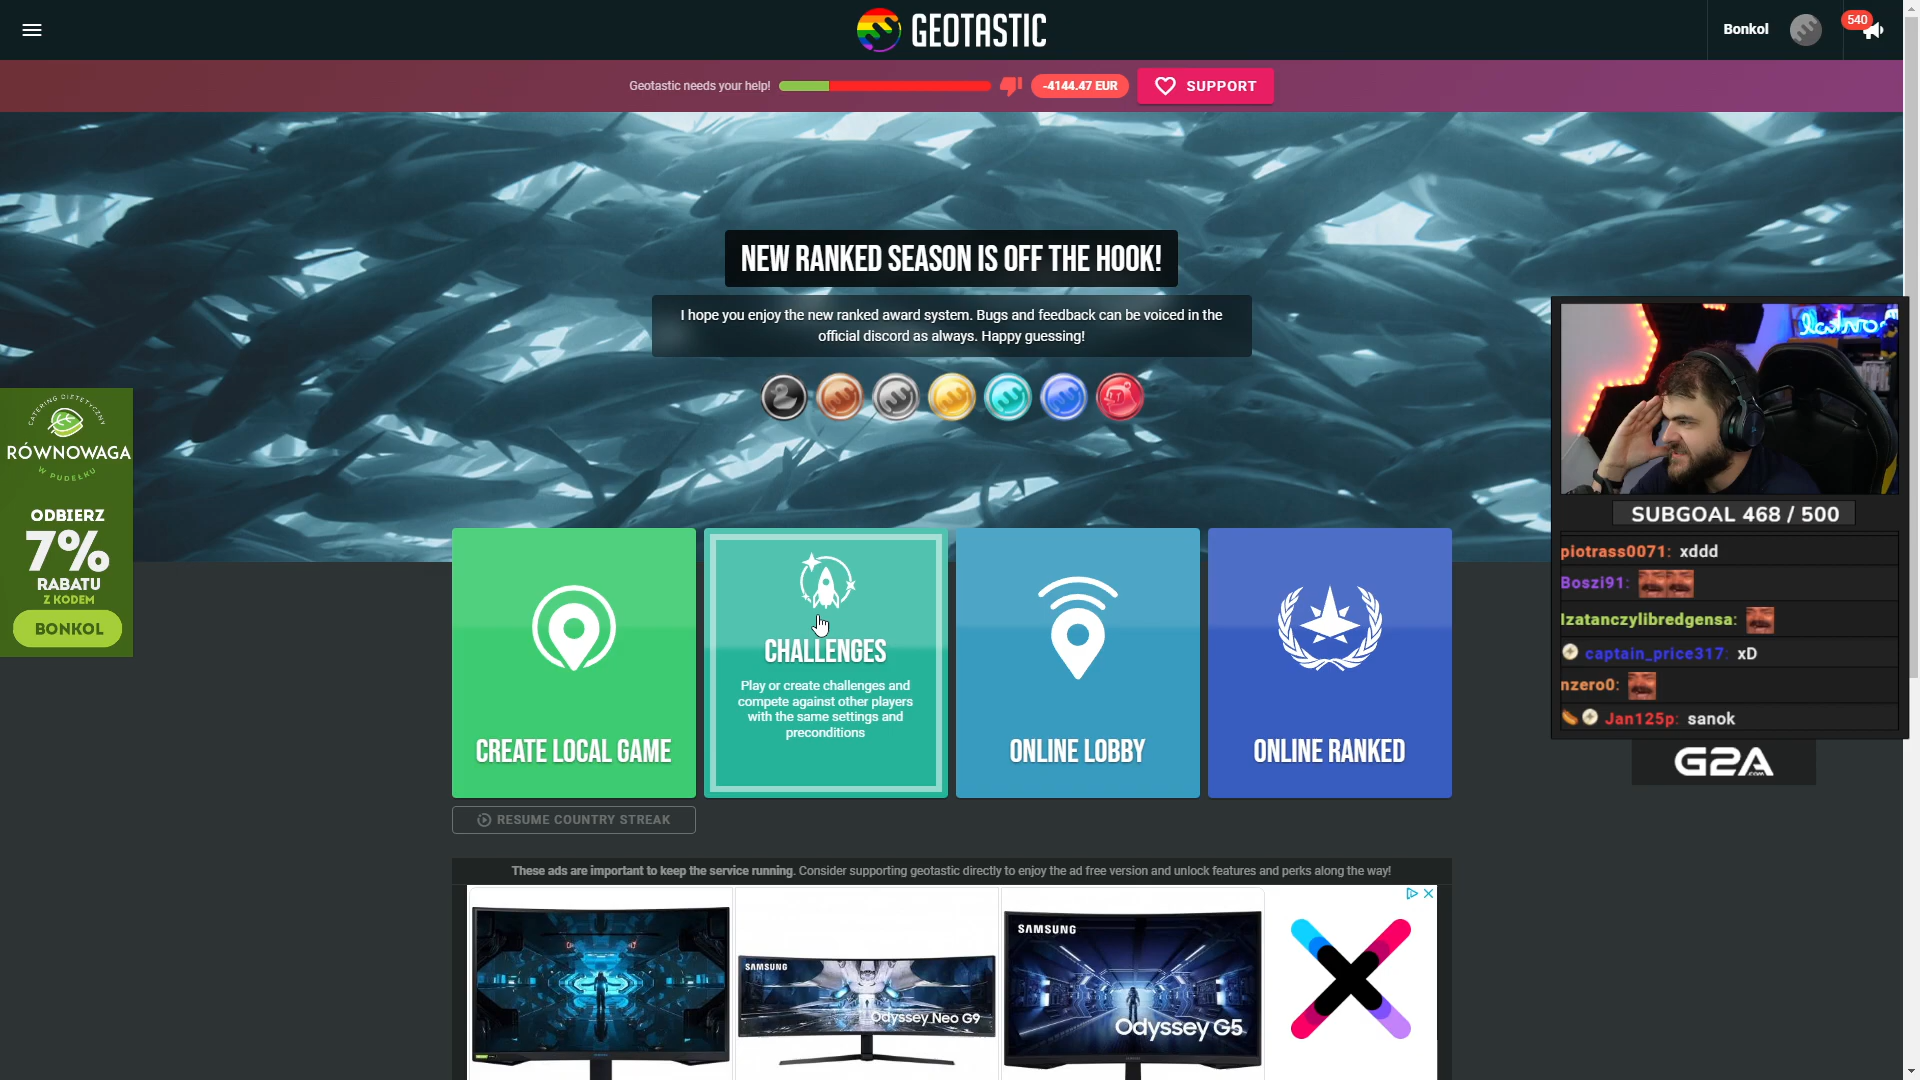 GEOTASTIC
Bonkol
540
Geotastic needs your help!
-4144.47 EUR
SUPPORT
NEW RANKED SEASON IS OFF THE HOOK!
I hope you enjoy the new ranked award system. Bugs and feedback can be voiced in the
official discord as always. Happy guessing!
CATERING DIETETYCZNY
RÓWNOWAGA
W PUDEŁKU
ODBIERZ
7%
RABATU
Z KODEM
BONKOL
CREATE LOCAL GAME
CHALLENGES
Play or create challenges and
compete against other players
with the same settings and
preconditions
ONLINE LOBBY
ONLINE RANKED
RESUME COUNTRY STREAK
SUBGOAL 468 / 500
piotrass0071: xddd
Boszi91:
lzatanczylibredgensa:
captain_price317: xD
nzero0:
Jan125p: sanok
G2A
.COM
These ads are important to keep the service running. Consider supporting geotastic directly to enjoy the ad free version and unlock features and perks along the way!
SAMSUNG
Odyssey Neo G9
SAMSUNG
Odyssey G5